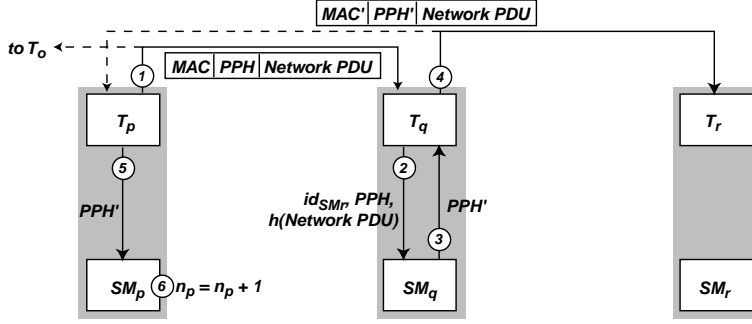 MAC' PPH' Network PDU
to T_o
MAC PPH Network PDU
1
4
T_p
T_q
T_r
5
2
PPH'
id_SMr, PPH,
h(Network PDU)
PPH'
3
SM_p
6 n_p = n_p + 1
SM_q
SM_r